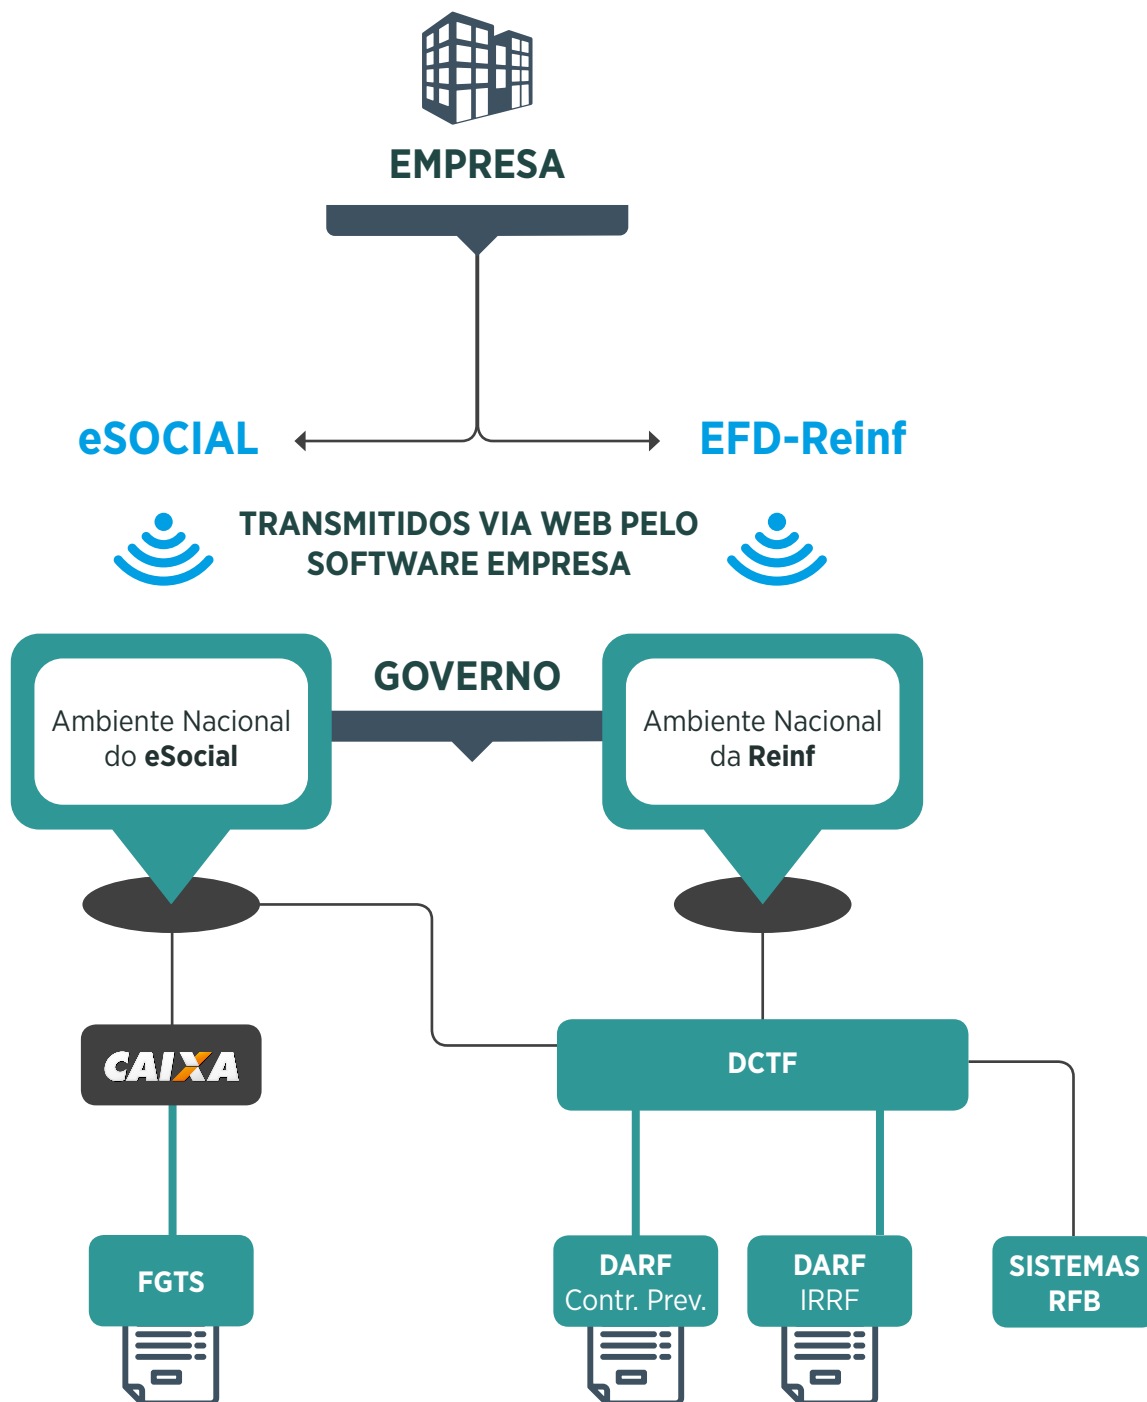 EMPRESA
eSOCIAL
EFD-Reinf
TRANSMITIDOS VIA WEB PELO
SOFTWARE EMPRESA
GOVERNO
Ambiente Nacional
do eSocial
Ambiente Nacional
da Reinf
CAIXA
DCTF
FGTS
DARF
Contr. Prev.
DARF
IRRF
SISTEMAS
RFB